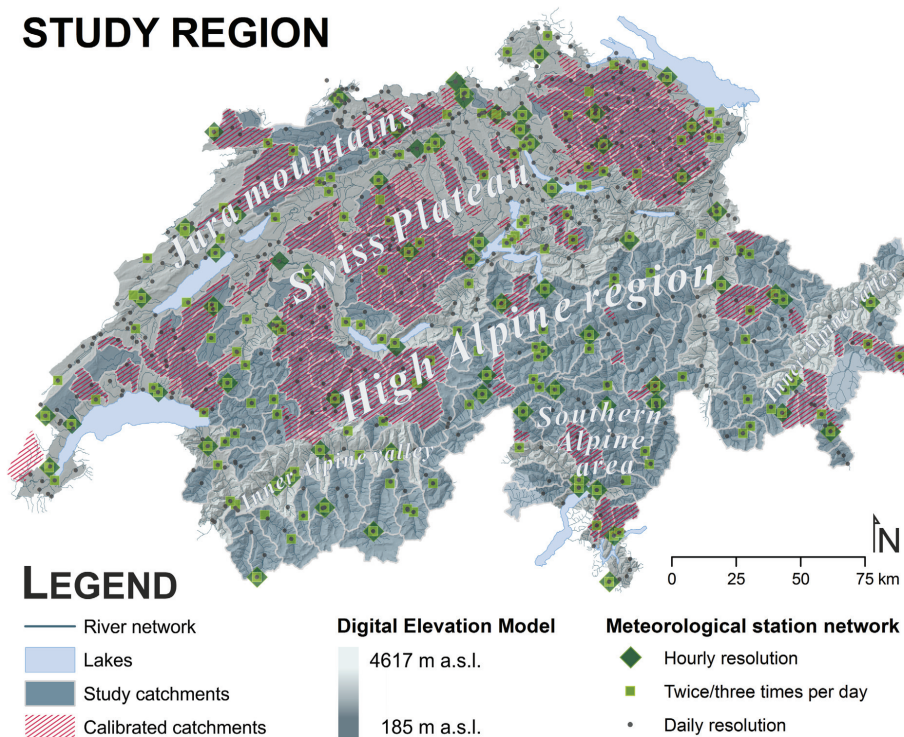 STUDY REGION
Jura mountains
Swiss Plateau
High Alpine region
Inner Alpine valley
Southern
Alpine
area
Inner Alpine valley
N
0 25 50 75 km
LEGEND
River network
Lakes
Study catchments
Calibrated catchments
Digital Elevation Model
4617 m a.s.l.
185 m a.s.l.
Meteorological station network
Hourly resolution
Twice/three times per day
Daily resolution